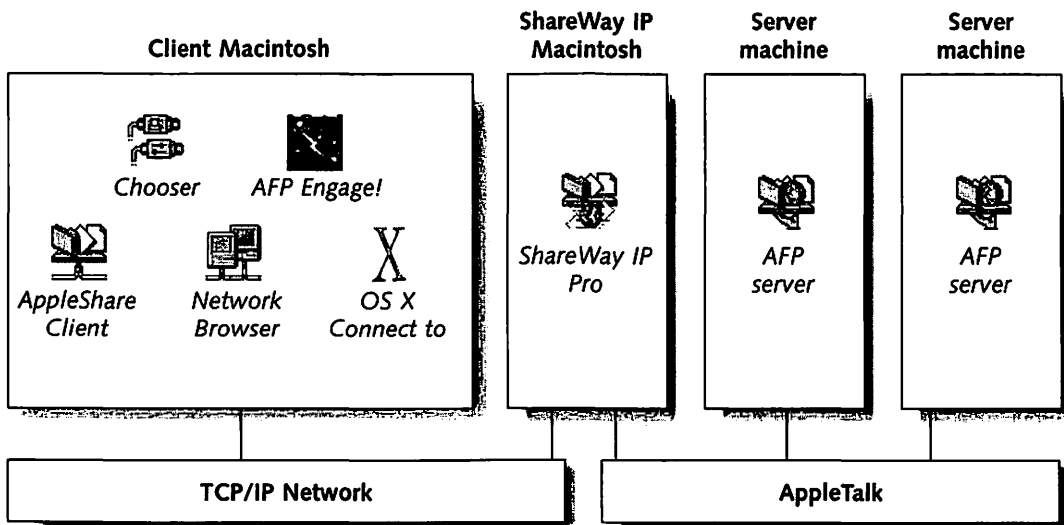 Client Macintosh
ShareWay IP
Macintosh
Server
machine
Server
machine
Chooser
AFP Engage!
AppleShare
Client
Network
Browser
X
OS X
Connect to
ShareWay IP
Pro
AFP
server
AFP
server
TCP/IP Network
AppleTalk